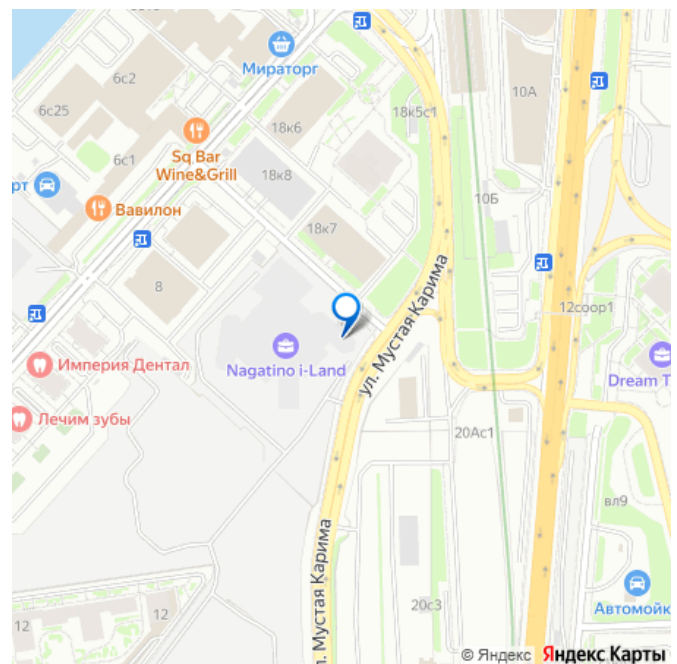 6с2
Мираторг
6с25
10А
18к5с1
18к6
6с1
Sq.Bar
Wine&Grill
18к8
рт
Вавилон
10Б
18к7
8
12соор1
ул. Мустая Карима
Империя Дентал
Nagatino i-Land
Dream T
Лечим зубы
20Ас1
вл9
ул. Мустая Карима
Автомойк
12
12
20с3
© Яндекс Яндекс Карты